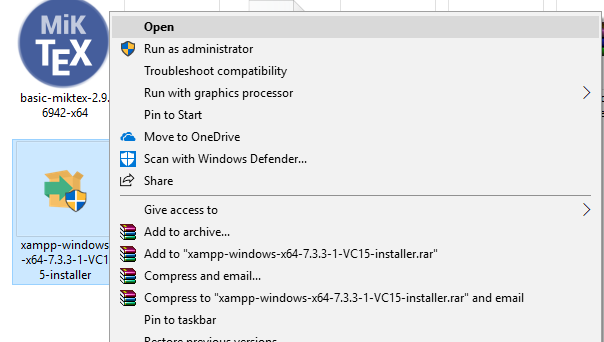 MiK
TEX
basic-miktex-2.9.
6942-x64
xampp-windows
-x64-7.3.3-1-VC1
5-installer
Open
Run as administrator
Troubleshoot compatibility
Run with graphics processor
Pin to Start
Move to OneDrive
Scan with Windows Defender...
Share
Give access to
Add to archive...
Add to "xampp-windows-x64-7.3.3-1-VC15-installer.rar"
Compress and email...
Compress to "xampp-windows-x64-7.3.3-1-VC15-installer.rar" and email
Pin to taskbar
Restore previous versions